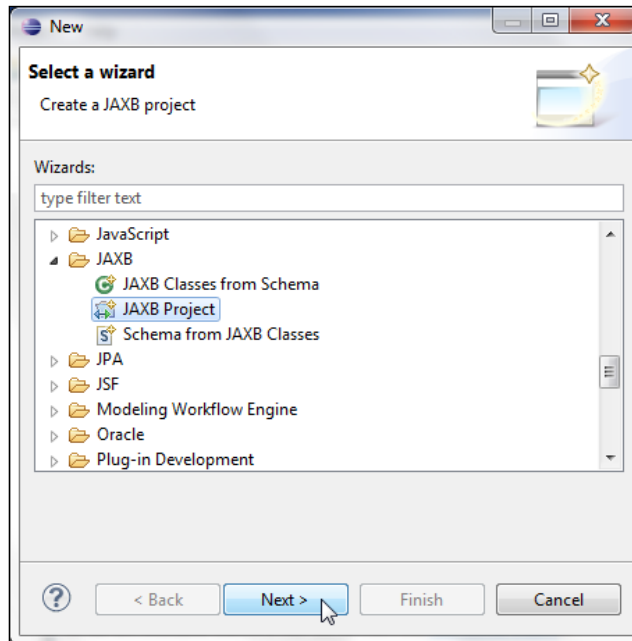 New
Select a wizard
Create a JAXB project
Wizards:
type filter text
JavaScript
JAXB
JAXB Classes from Schema
JAXB Project
Schema from JAXB Classes
JPA
JSF
Modeling Workflow Engine
Oracle
Plug-in Development
? < Back Next > Finish Cancel